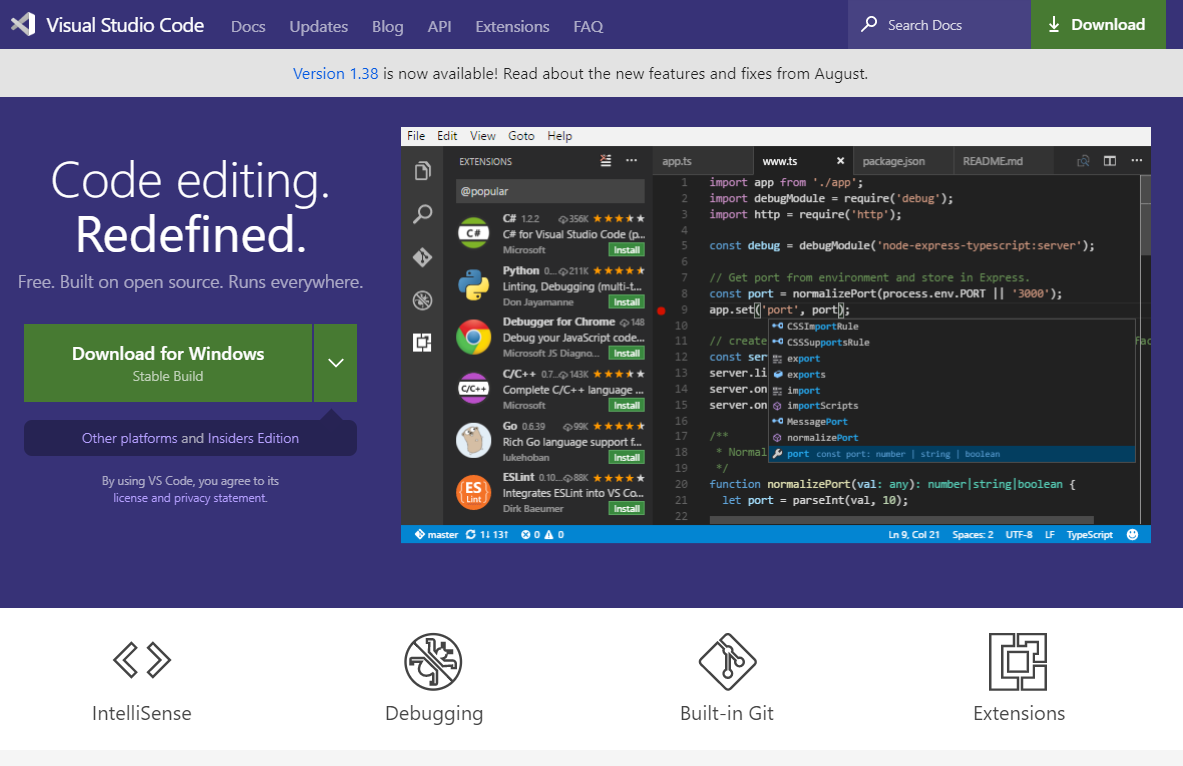 Visual Studio Code Docs Updates Blog API Extensions FAQ Search Docs Download
Version 1.38 is now available! Read about the new features and fixes from August.
Code editing.
Redefined.
Free. Built on open source. Runs everywhere.
Download for Windows
Stable Build
Other platforms and Insiders Edition
By using VS Code, you agree to its
license and privacy statement.
File Edit View Goto Help
EXTENSIONS
@popular
C# 1.2.2 356K
C# for Visual Studio Code (p...
Microsoft Install
Python 0... 211K
Linting, Debugging (multi-t...
Don Jayamanne Install
Debugger for Chrome 148
Debug your JavaScript code...
Microsoft JS Diagno... Install
C/C++ 0.7... 143K
C/C++
Complete C/C++ language ...
Microsoft Install
Go 0.6.39 99K
Rich Go language support f...
lukehoban Install
ESLint 0.10... 88K
ES
Lint
Integrates ESLint into VS Co...
Dirk Baeumer Install
app.ts www.ts package.json README.md
1 import app from './app';
2 import debugModule = require('debug');
3 import http = require('http');
4
5 const debug = debugModule('node-express-typescript:server');
6
7 // Get port from environment and store in Express.
8 const port = normalizePort(process.env.PORT || '3000');
9 app.set('port', port);
10
11 // create
12 const ser
13 server.li
14 server.on
15 server.on
16
17 /**
18 * Normal
19 */
20 function normalizePort(val: any): number|string|boolean {
21 let port = parseInt(val, 10);
22
CSSImportRule
CSSSupportsRule
export
exports
import
importScripts
MessagePort
normalizePort
port const port: number | string | boolean
master 1↓ 13↑ 0 0 Ln 9, Col 21 Spaces: 2 UTF-8 LF TypeScript
IntelliSense Debugging Built-in Git Extensions